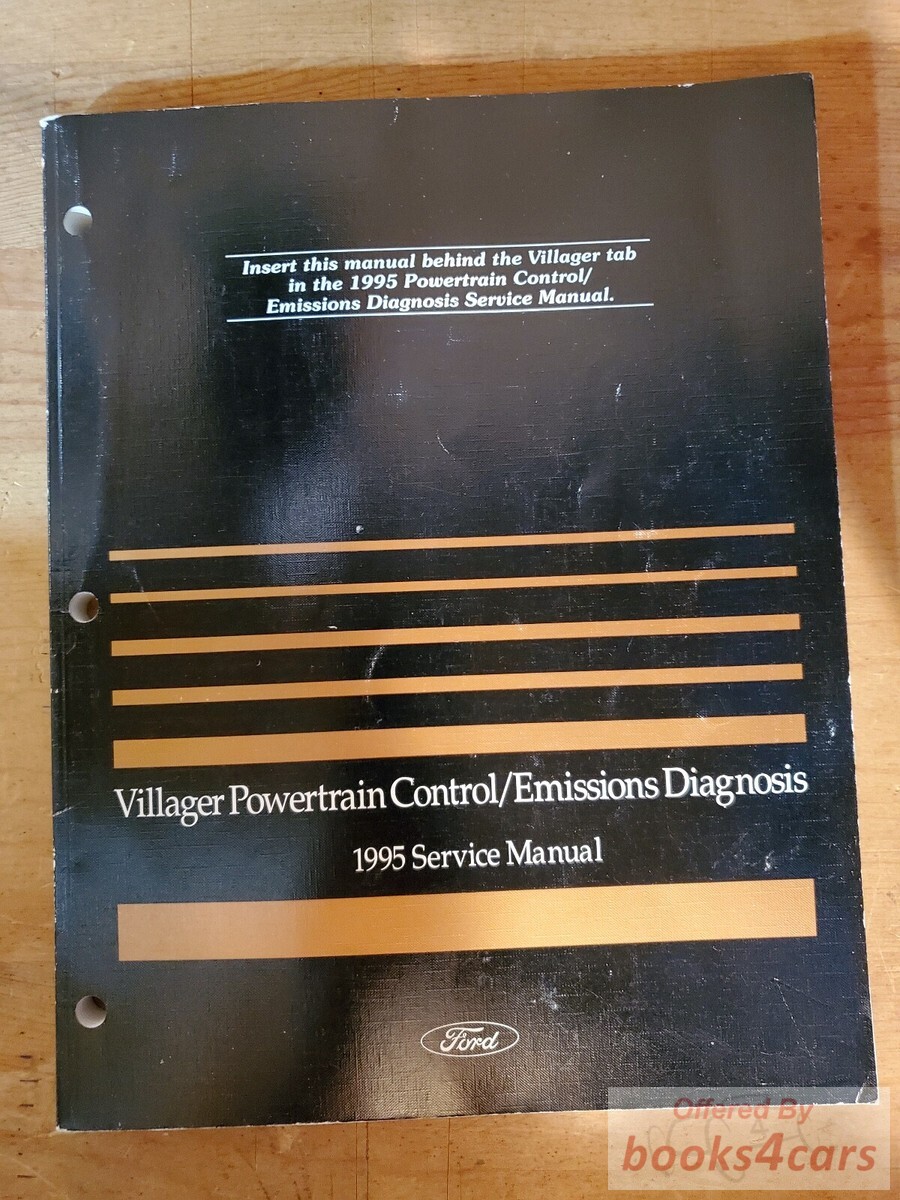 Insert this manual behind the Villager tab
in the 1995 Powertrain Control/
Emissions Diagnosis Service Manual.
Villager Powertrain Control/Emissions Diagnosis
1995 Service Manual
Ford
Offered By
books4cars